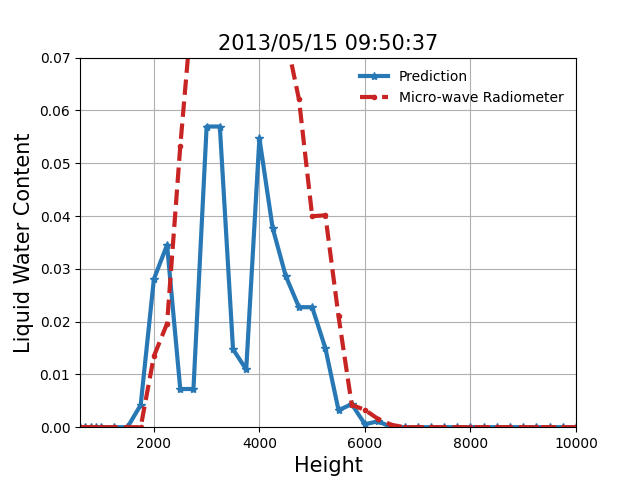 2013/05/15 09:50:37
0.07
0.06
0.05
0.04
0.03
0.02
0.01
0.00
Liquid Water Content
Prediction
Micro-wave Radiometer
2000 4000 6000 8000 10000
Height